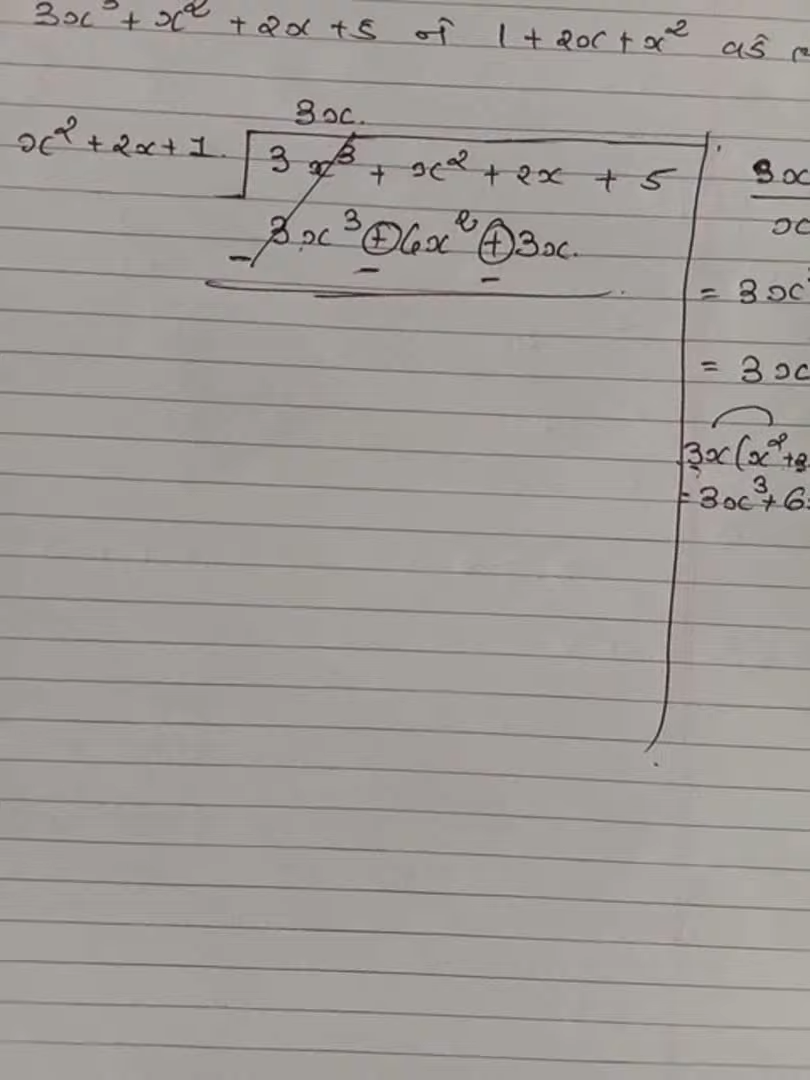 3x³ + x² + 2x + 5 ને 1 + 2x + x²
3x.
x² + 2x + 1
3x³ + x² + 2x + 5
3x³ + 6x² + 3x.
- - -
3x
x
= 3x
= 3x
3x(x²+
= 3x³ + 6